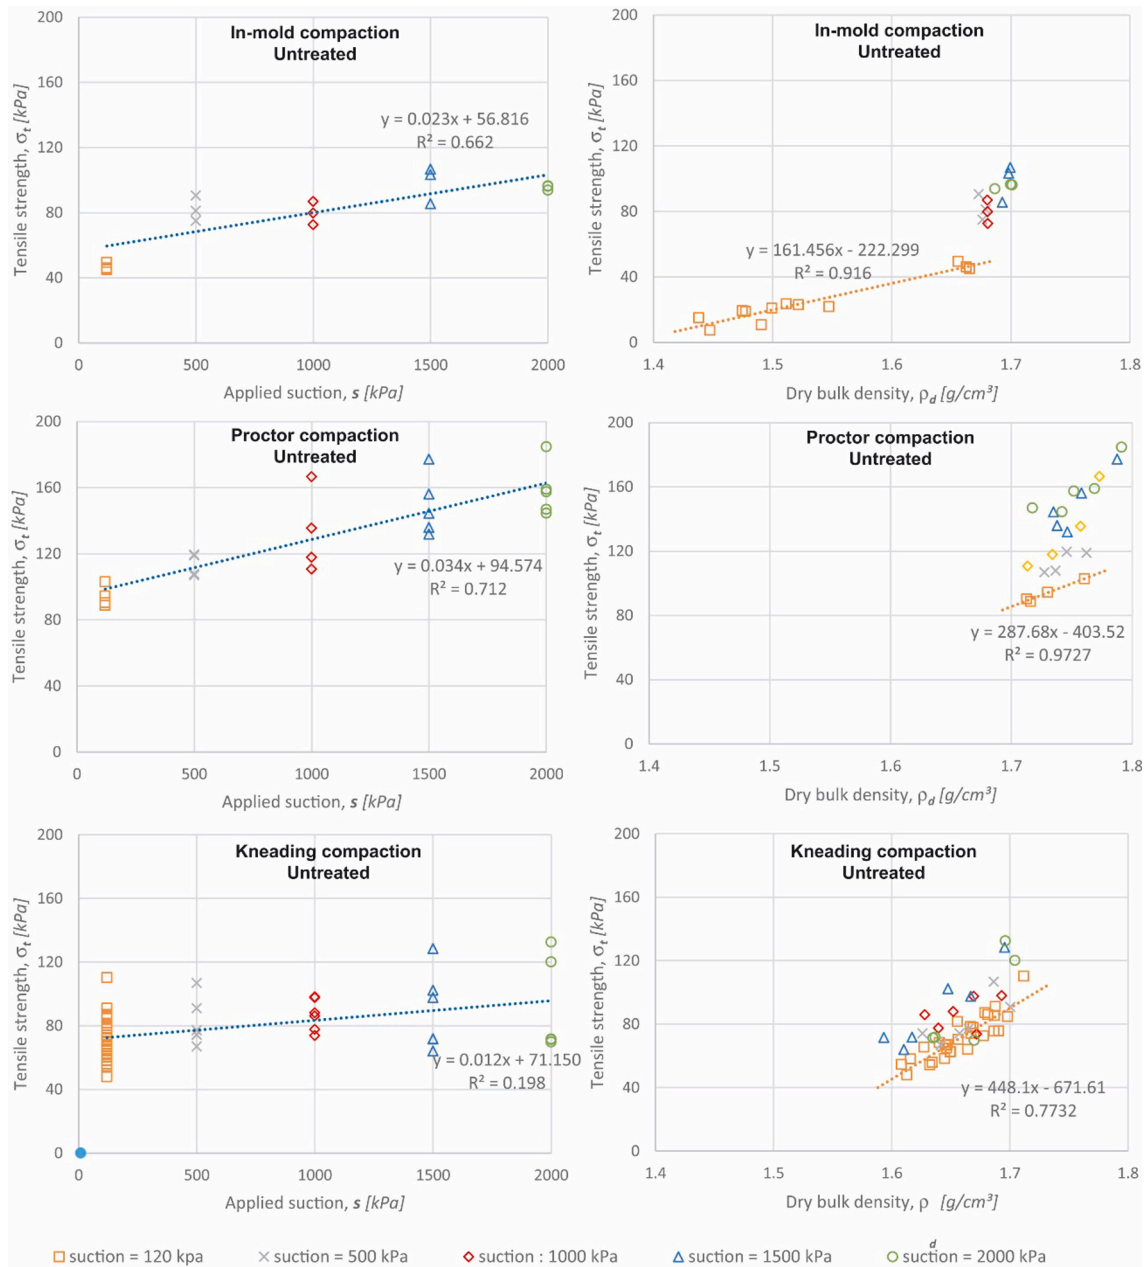 In-mold compaction
Untreated
y = 0.023x + 56.816
R² = 0.662
Tensile strength, σt [kPa]
200
160
120
80
40
0
0 500 1000 1500 2000
Applied suction, s [kPa]
In-mold compaction
Untreated
y = 161.456x - 222.299
R² = 0.916
Tensile strength, σt [kPa]
200
160
120
80
40
0
1.4 1.5 1.6 1.7 1.8
Dry bulk density, ρd [g/cm³]
Proctor compaction
Untreated
y = 0.034x + 94.574
R² = 0.712
Tensile strength, σt [kPa]
200
160
120
80
40
0
0 500 1000 1500 2000
Applied suction, s [kPa]
Proctor compaction
Untreated
y = 287.68x - 403.52
R² = 0.9727
Tensile strength, σt [kPa]
200
160
120
80
40
0
1.4 1.5 1.6 1.7 1.8
Dry bulk density, ρd [g/cm³]
Kneading compaction
Untreated
y = 0.012x + 71.150
R² = 0.198
Tensile strength, σt [kPa]
200
160
120
80
40
0
0 500 1000 1500 2000
Applied suction, s [kPa]
Kneading compaction
Untreated
y = 448.1x - 671.61
R² = 0.7732
Tensile strength, σt [kPa]
200
160
120
80
40
0
1.4 1.5 1.6 1.7 1.8
Dry bulk density, ρ [g/cm³]
d
suction = 120 kpa suction = 500 kPa suction : 1000 kPa suction = 1500 kPa suction = 2000 kPa